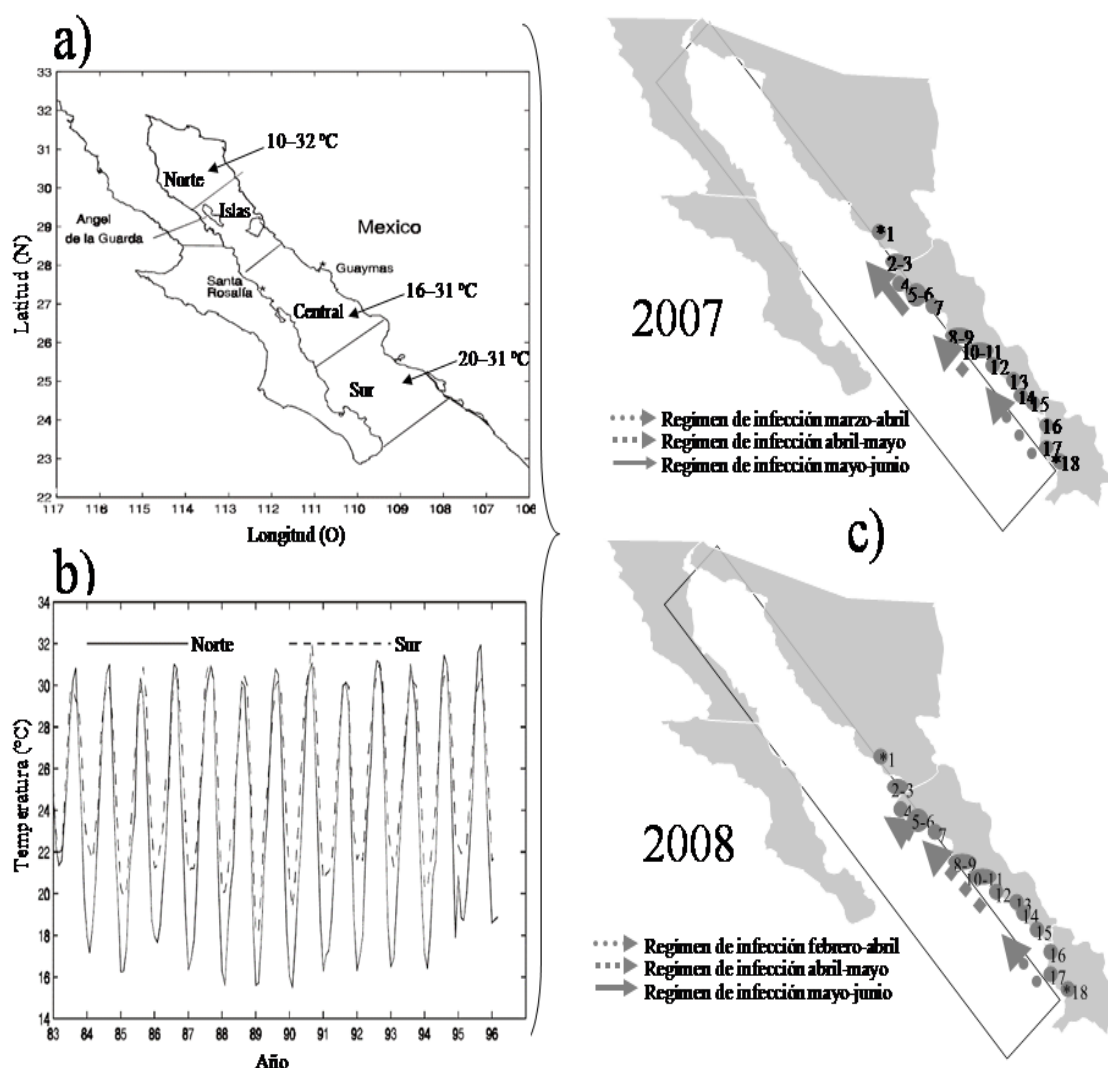 a)
33
32
31
30
29
28
27
26
25
24
23
22
Latitud (N)
10–32 ºC
Norte
Islas
Angel
de la Guarda
Mexico
Guaymas
Santa
Rosalía
16–31 ºC
Central
20–31 ºC
Sur
117 116 115 114 113 112 111 110 109 108 107 106
Longitud (O)
b)
34
32
30
28
26
24
22
20
18
16
14
Temperatura (°C)
Norte
Sur
83 84 85 86 87 88 89 90 91 92 93 94 95 96
Año
c)
2007
*1
2-3
4
5-6
7
8-9
10-11
12
13
14
15
16
17
*18
Regimen de infección marzo-abril
Regimen de infección abril-mayo
Regimen de infección mayo-junio
2008
*1
2-3
4
5-6
7
8-9
10-11
12
13
14
15
16
17
*18
Regimen de infección febrero-abril
Regimen de infección abril-mayo
Regimen de infección mayo-junio